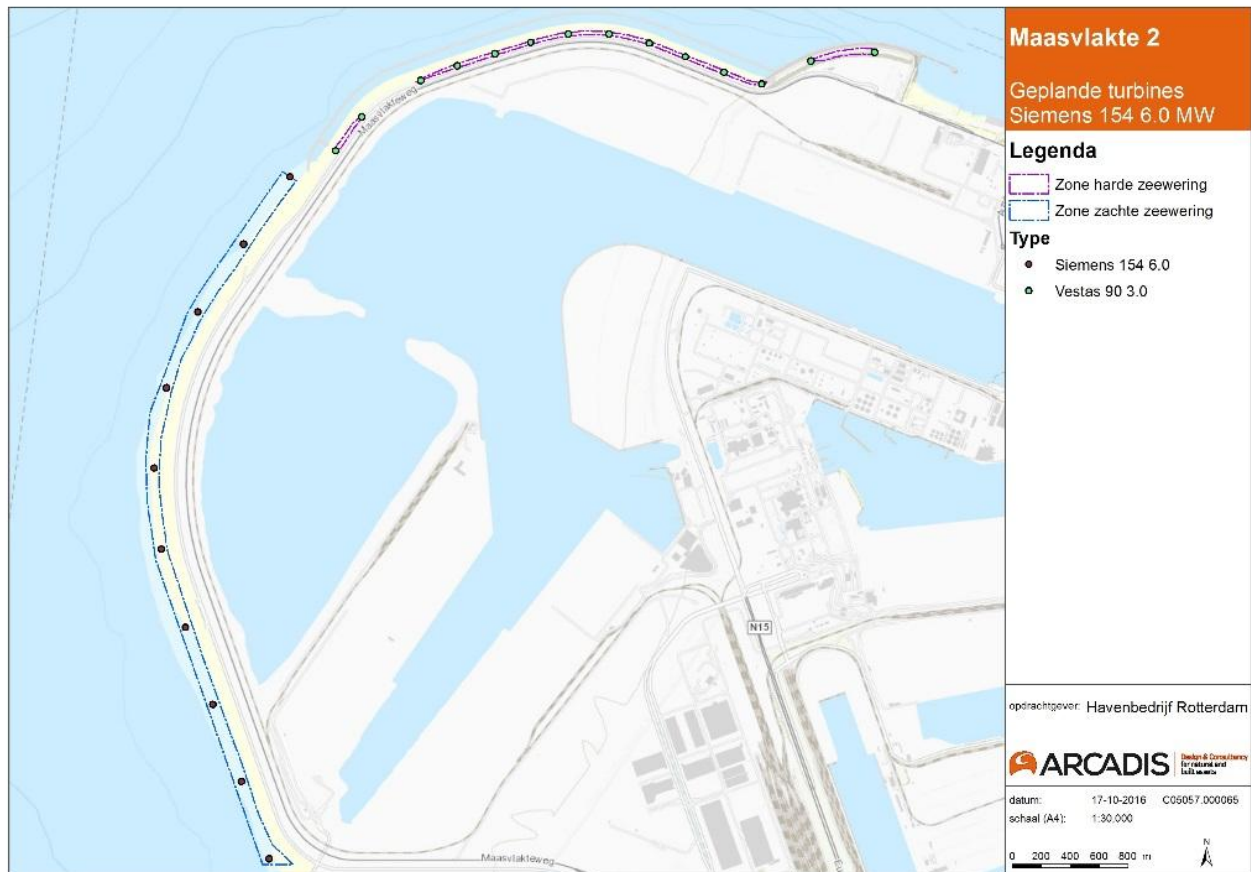 Maasvlakte 2
Geplande turbines
Siemens 154 6.0 MW
Legenda
Zone harde zeewering
Zone zachte zeewering
Type
Siemens 154 6.0
Vestas 90 3.0
Maasvlakteweg
N15
Maasvlakteweg
opdrachtgever: Havenbedrijf Rotterdam
ARCADIS
Design & Consultancy
for natural and
built assets
datum: 17-10-2016 C05057.000065
schaal (A4): 1:30.000
0 200 400 600 800 m
N